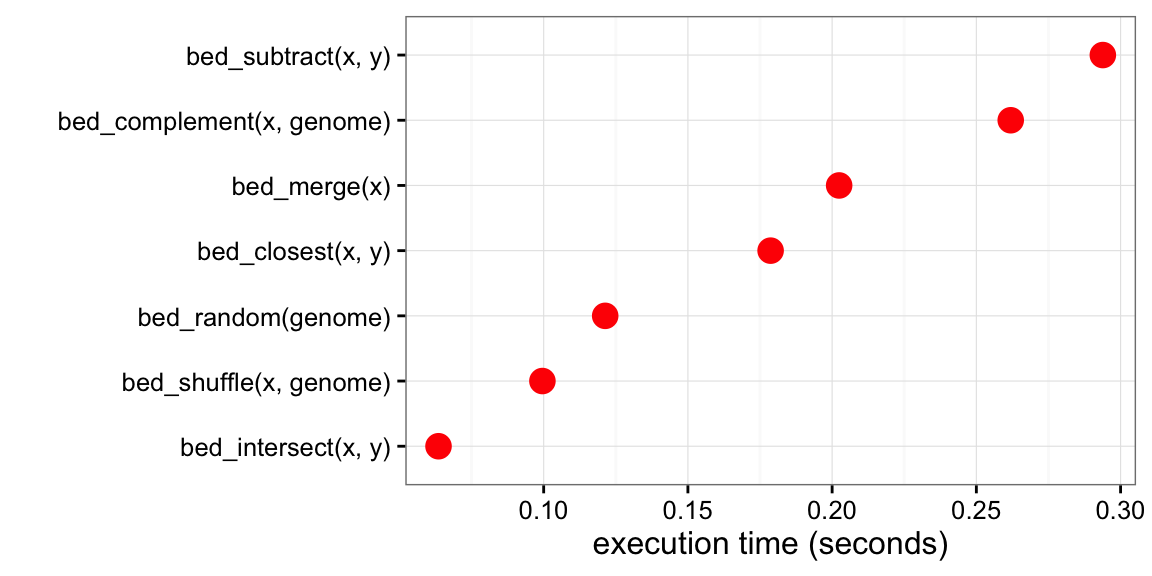 bed_subtract(x, y)
bed_complement(x, genome)
bed_merge(x)
bed_closest(x, y)
bed_random(genome)
bed_shuffle(x, genome)
bed_intersect(x, y)
0.10 0.15 0.20 0.25 0.30
execution time (seconds)